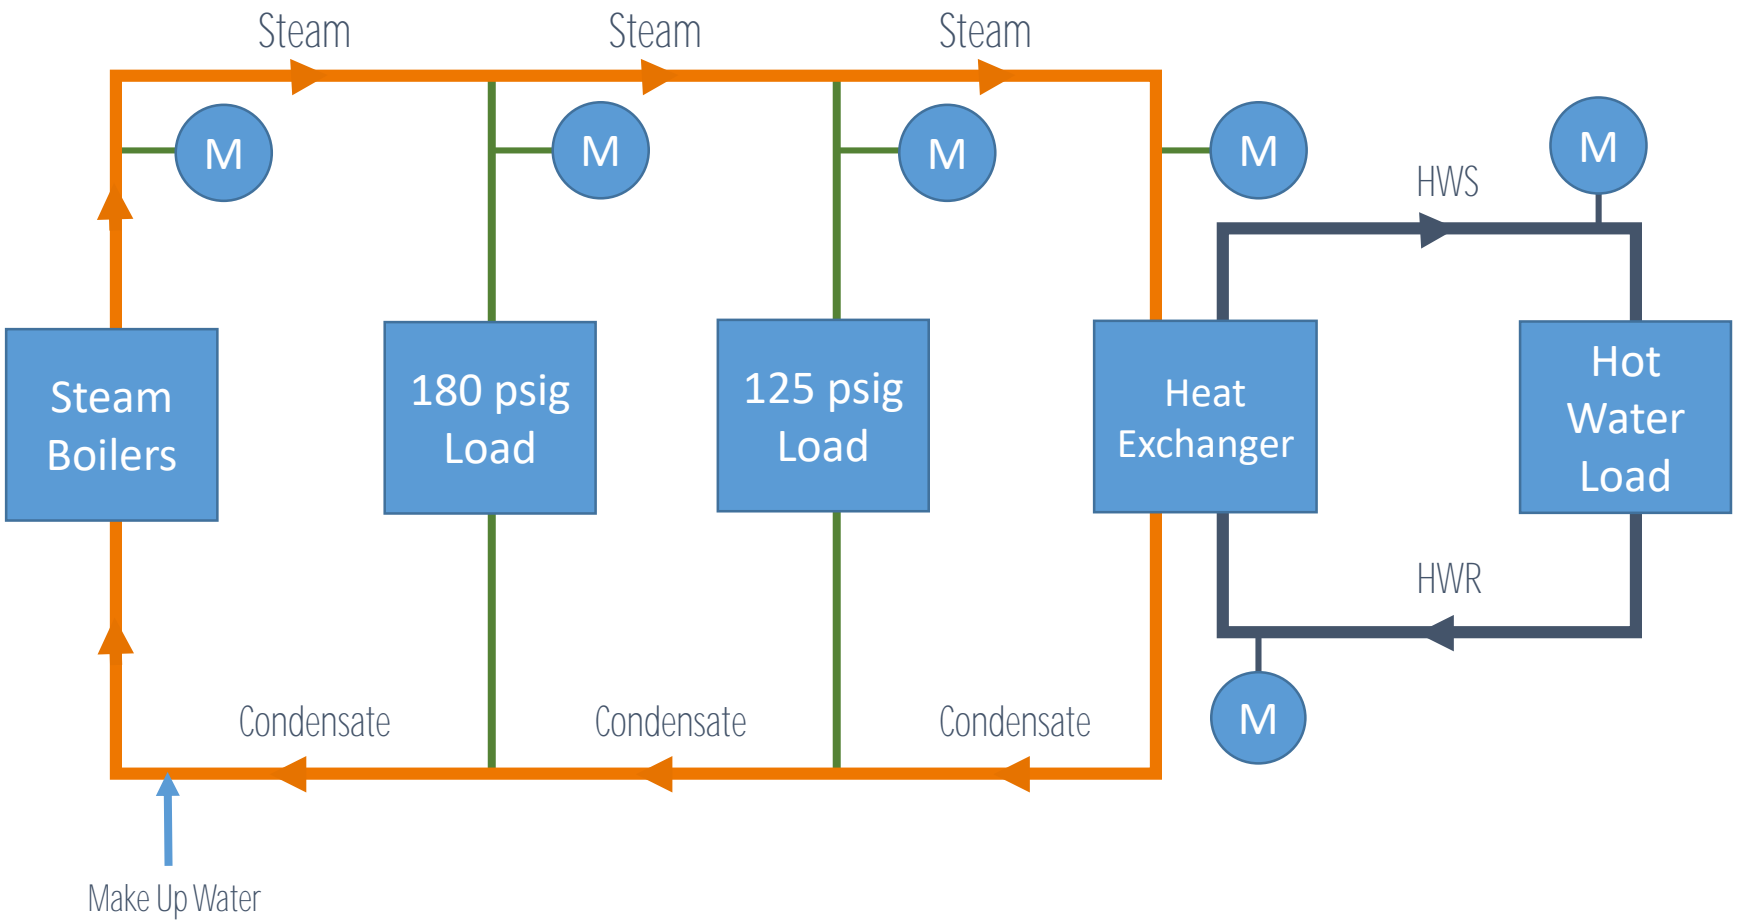 Steam
Steam
Steam
M
M
M
M
M
HWS
Steam
Boilers
180 psig
Load
125 psig
Load
Heat
Exchanger
Hot
Water
Load
HWR
Condensate
Condensate
Condensate
M
Make Up Water